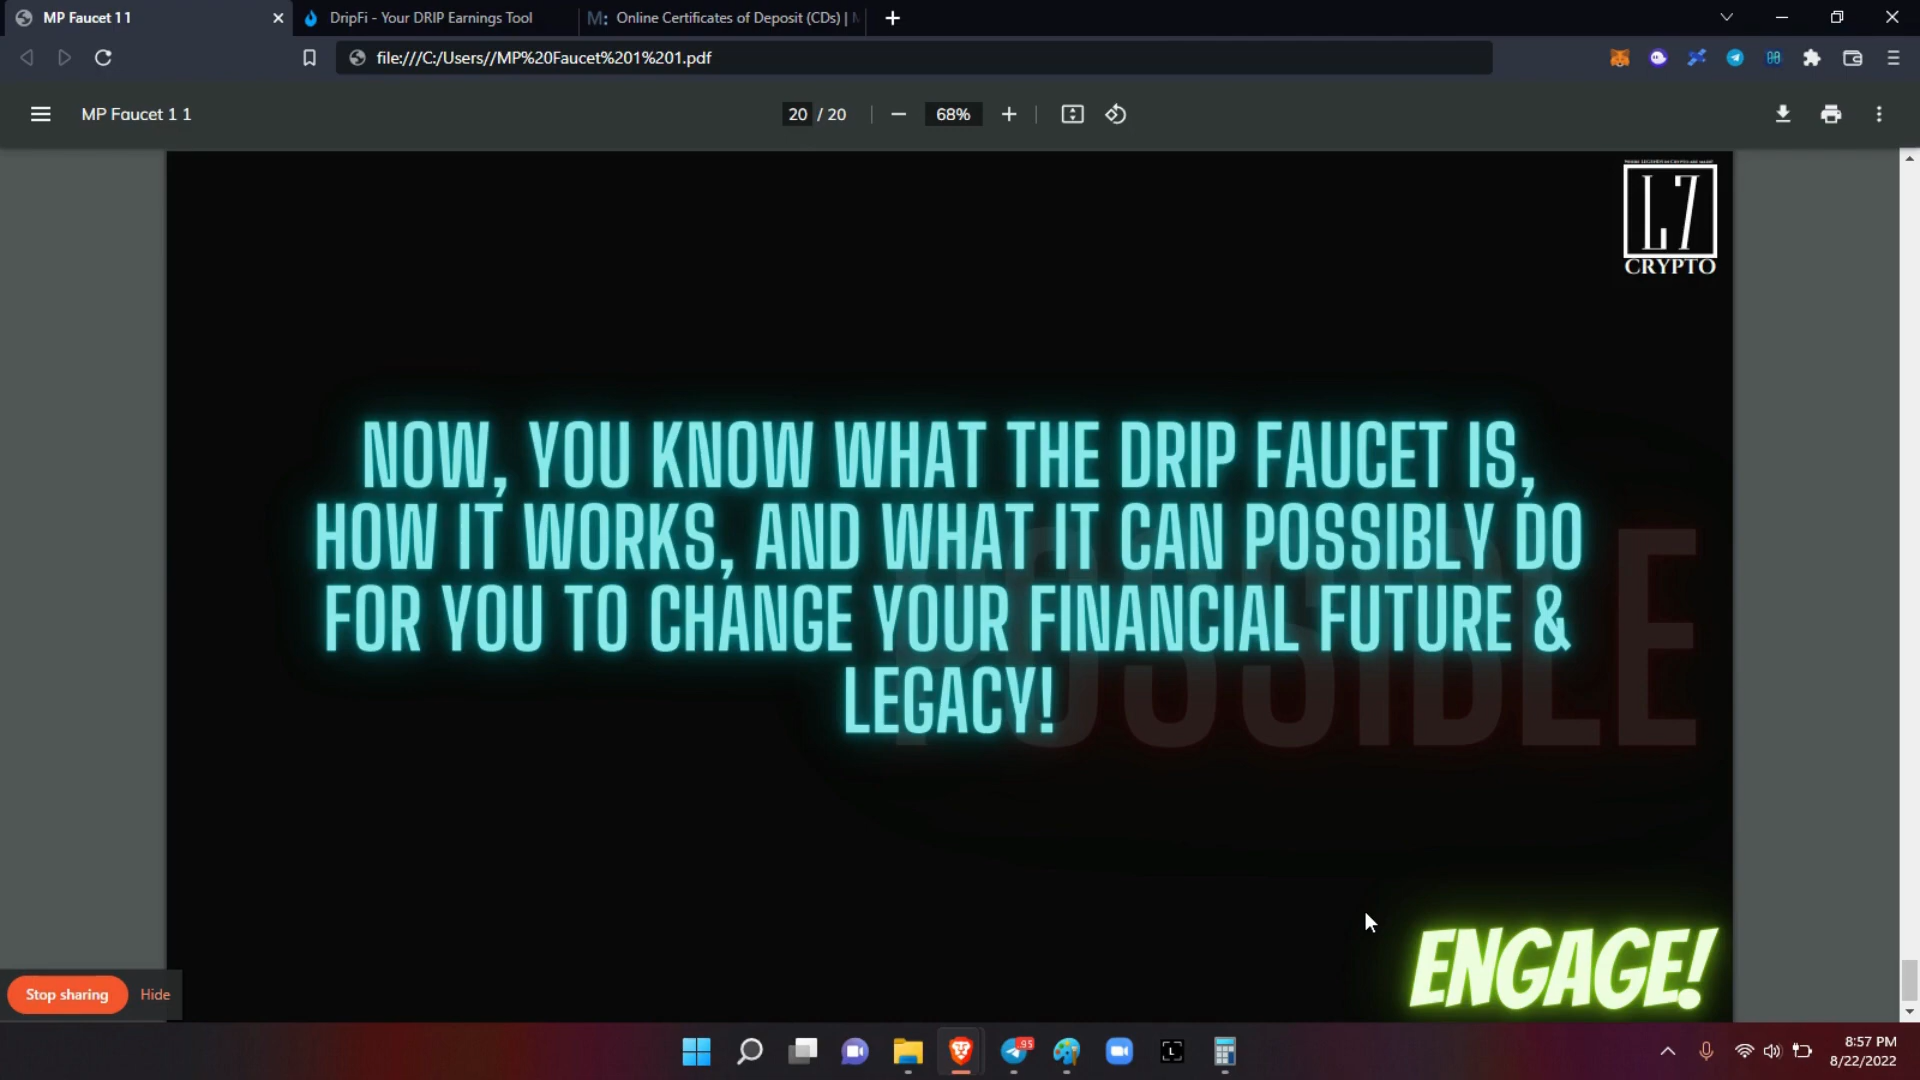 MP Faucet 1 1
DripFi - Your DRIP Earnings Tool
M: Online Certificates of Deposit (CDs) |
file:///C:/Users//MP%20Faucet%201%201.pdf
MP Faucet 1 1
20 / 20
68%
L7
CRYPTO
NOW, YOU KNOW WHAT THE DRIP FAUCET IS,
HOW IT WORKS, AND WHAT IT CAN POSSIBLY DO
FOR YOU TO CHANGE YOUR FINANCIAL FUTURE &
LEGACY!
POSSIBLE
ENGAGE!
Stop sharing
Hide
95
L
8:57 PM
8/22/2022